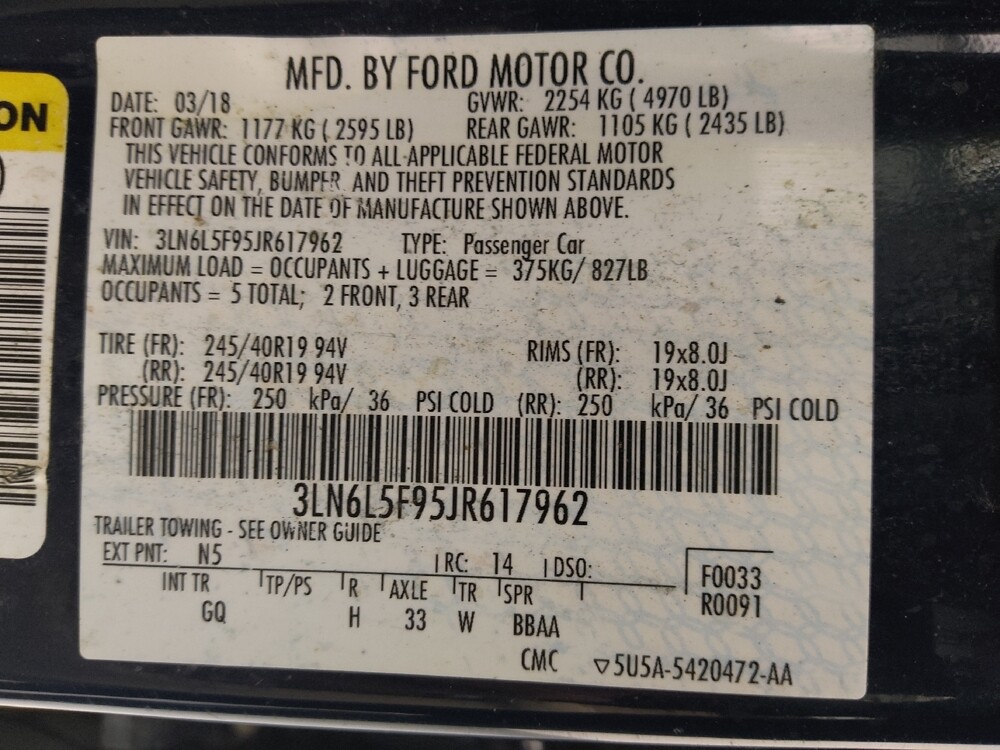 ON
MFD. BY FORD MOTOR CO.
DATE: 03/18 GVWR: 2254 KG ( 4970 LB)
FRONT GAWR: 1177 KG ( 2595 LB) REAR GAWR: 1105 KG ( 2435 LB)
THIS VEHICLE CONFORMS TO ALL APPLICABLE FEDERAL MOTOR
VEHICLE SAFETY, BUMPER, AND THEFT PREVENTION STANDARDS
IN EFFECT ON THE DATE OF MANUFACTURE SHOWN ABOVE.
VIN: 3LN6L5F95JR617962 TYPE: Passenger Car
MAXIMUM LOAD = OCCUPANTS + LUGGAGE = 375KG/ 827LB
OCCUPANTS = 5 TOTAL; 2 FRONT, 3 REAR
TIRE (FR): 245/40R19 94V RIMS (FR): 19x8.0J
(RR): 245/40R19 94V (RR): 19x8.0J
PRESSURE (FR): 250 kPa/ 36 PSI COLD (RR): 250 kPa/ 36 PSI COLD
3LN6L5F95JR617962
TRAILER TOWING - SEE OWNER GUIDE
EXT PNT: N5 RC: 14 DSO:
INT TR TP/PS R AXLE TR SPR F0033
GQ H 33 W BBAA R0091
CMC ▽5U5A-5420472-AA